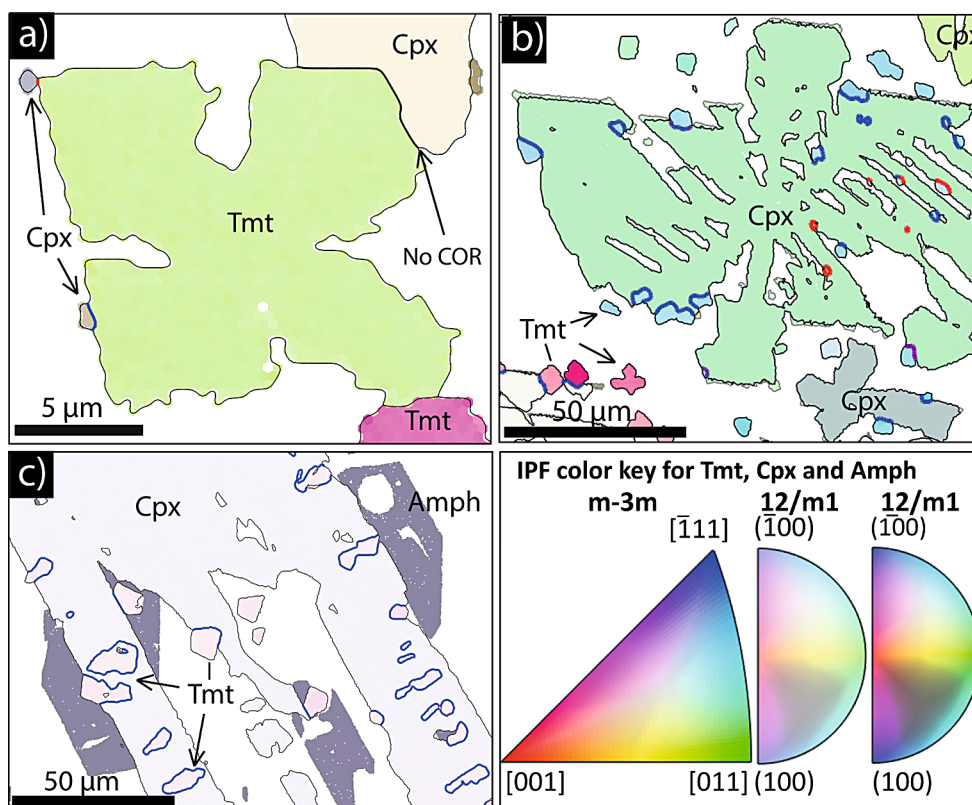 a)
Cpx
Cpx
Tmt
No COR
5 µm
Tmt
b)
Cpx
Cpx
Tmt
50 µm
Cpx
c)
Cpx
Amph
Tmt
50 µm
IPF color key for Tmt, Cpx and Amph
m-3m 12/m1 12/m1
[1̄11] (1̄00) (1̄00)
[001] [011] (100) (100)